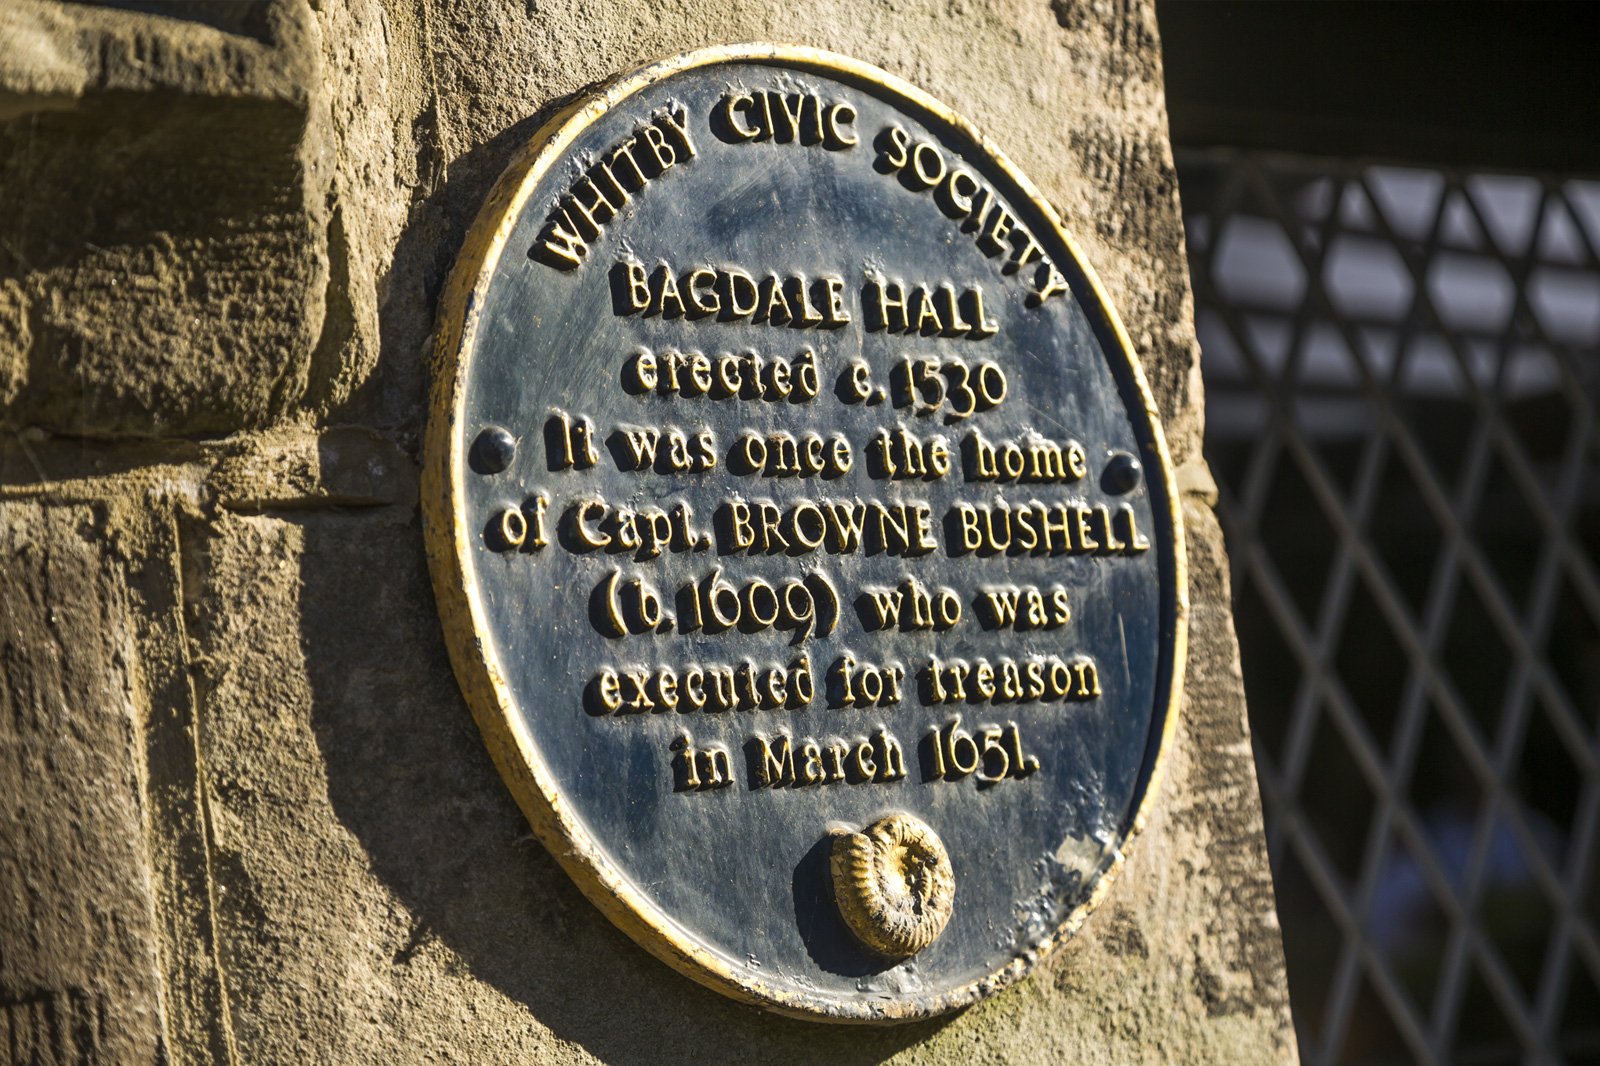 WHITBY CIVIC SOCIETY
BAGDALE HALL
erected c. 1530
It was once the home
of Capt. BROWNE BUSHELL
(b. 1609) who was
executed for treason
in March 1651.